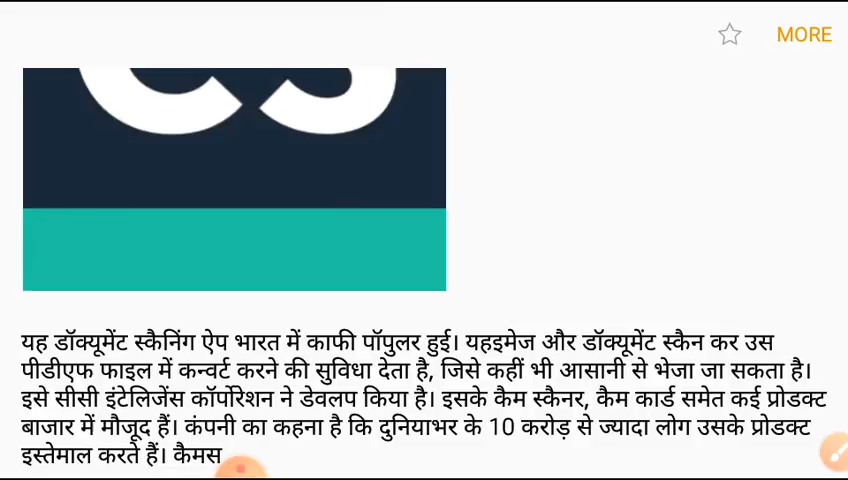 MORE
CS
यह डॉक्यूमेंट स्कैनिंग ऐप भारत में काफी पॉपुलर हुई। यहइमेज और डॉक्यूमेंट स्कैन कर उस
पीडीएफ फाइल में कन्वर्ट करने की सुविधा देता है, जिसे कहीं भी आसानी से भेजा जा सकता है।
इसे सीसी इंटेलिजेंस कॉर्पोरेशन ने डेवलप किया है। इसके कैम स्कैनर, कैम कार्ड समेत कई प्रोडक्ट
बाजार में मौजूद हैं। कंपनी का कहना है कि दुनियाभर के 10 करोड़ से ज्यादा लोग उसके प्रोडक्ट
इस्तेमाल करते हैं। कैमस